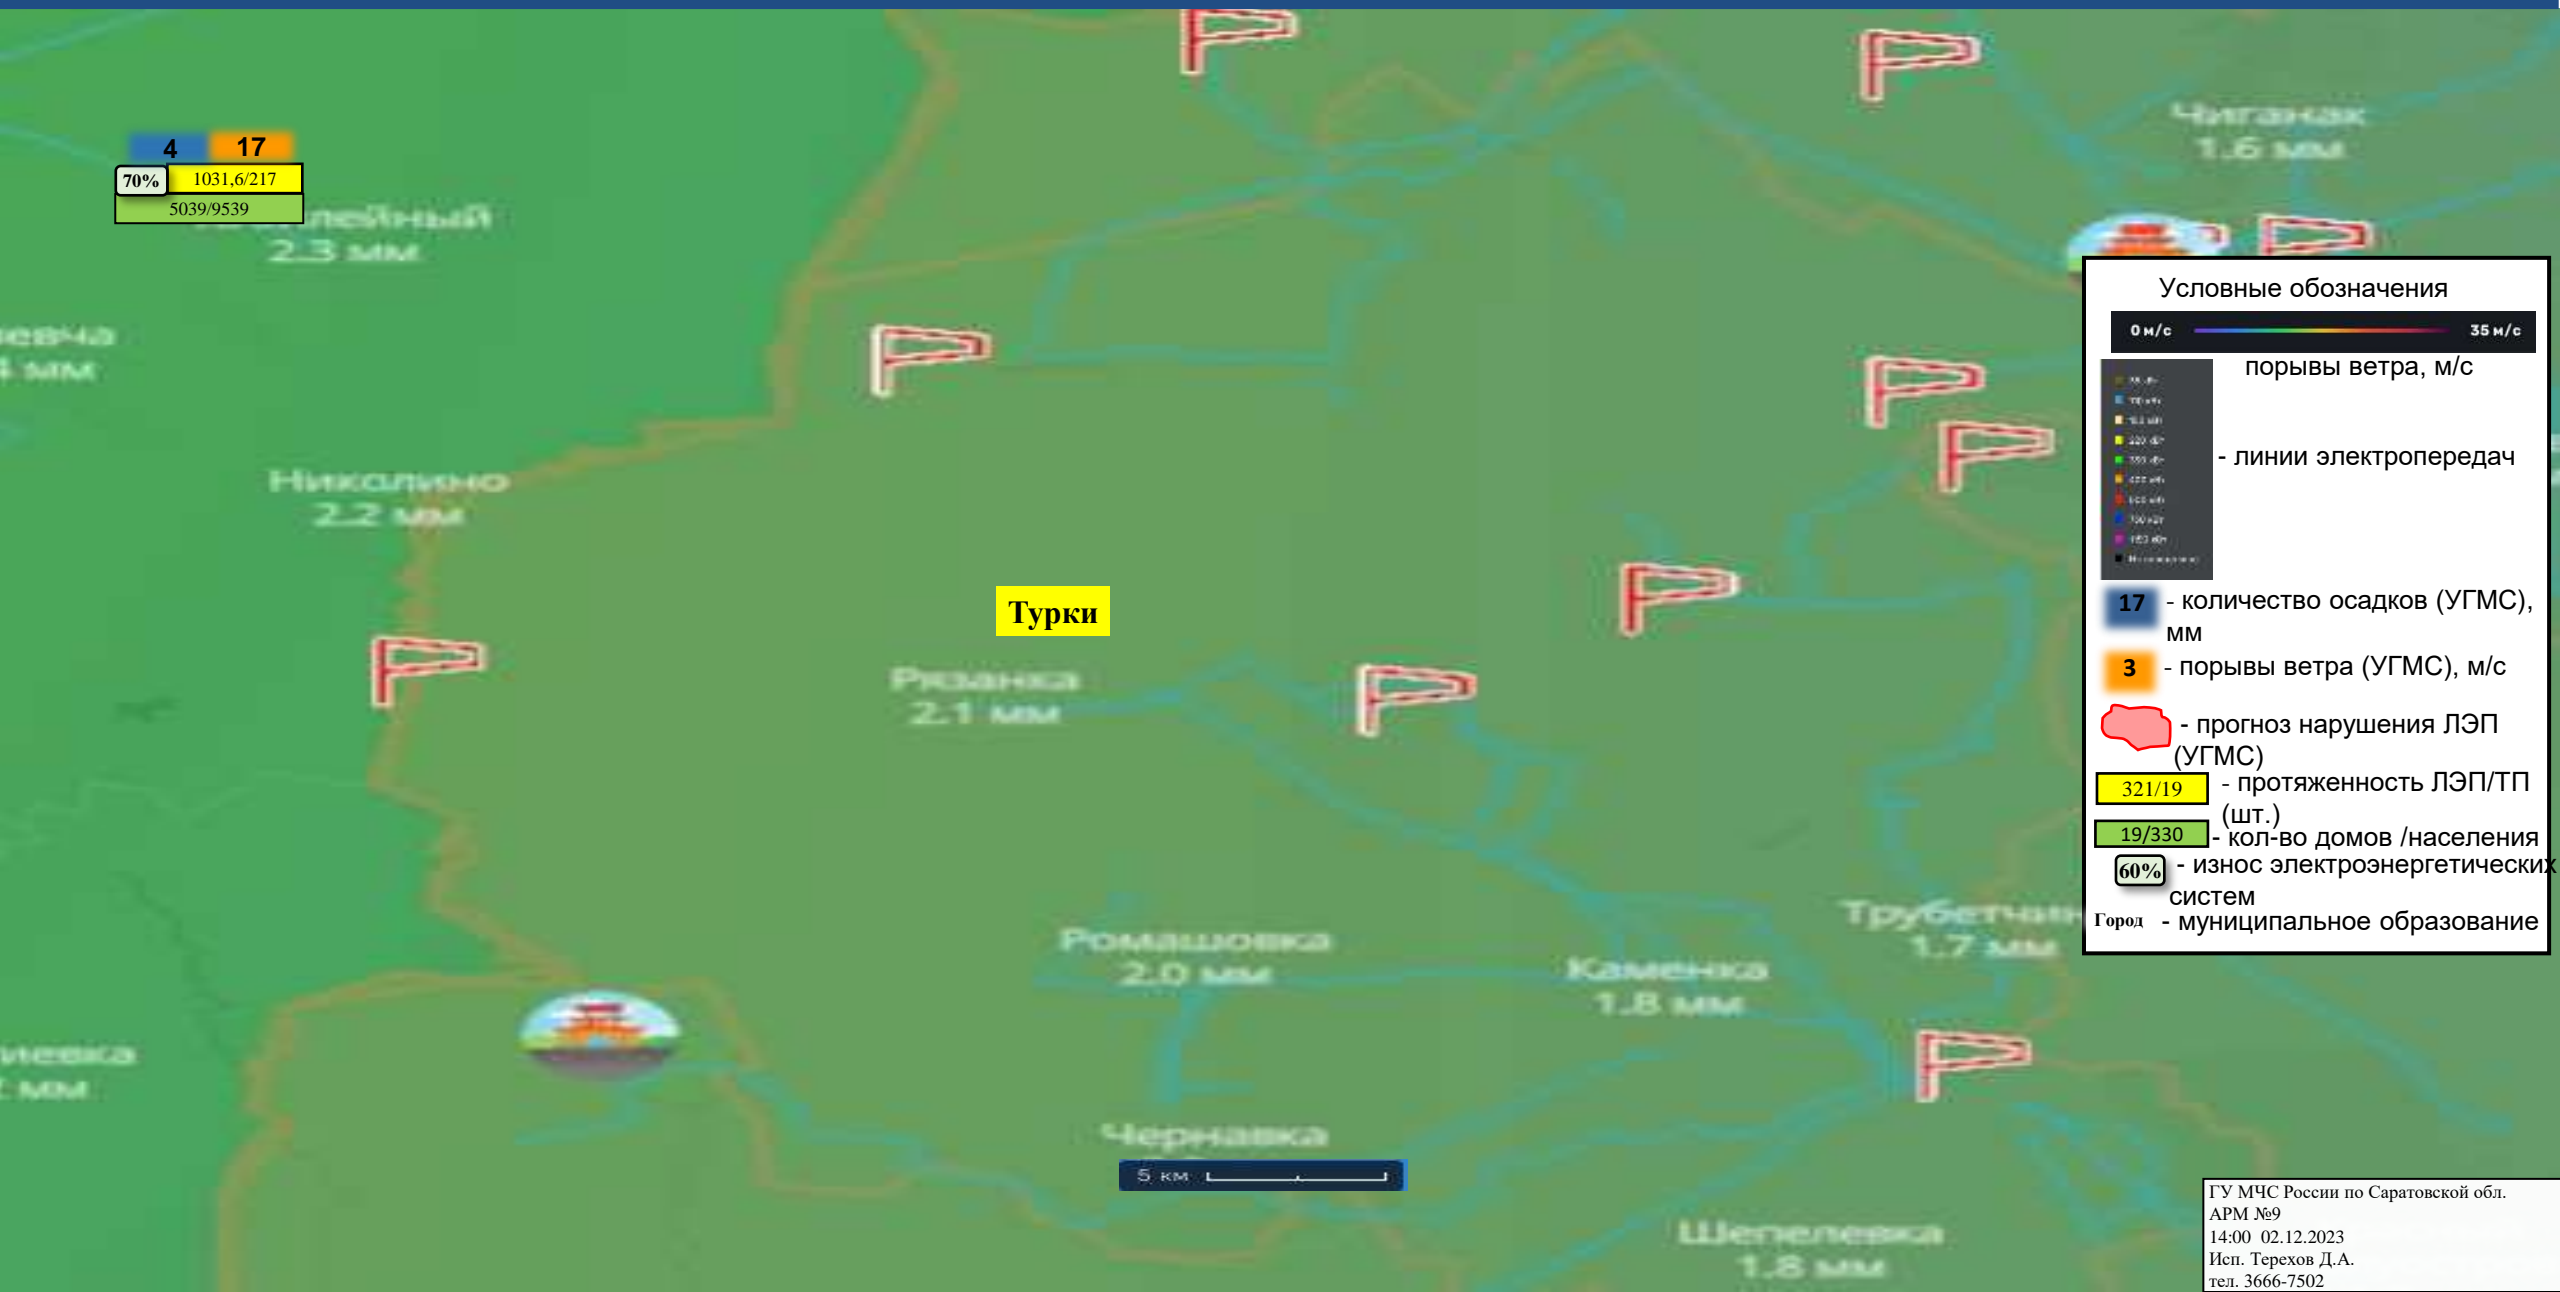 Чиганак
1.6 мм
4
17
70%
1031,6/217
5039/9539
лейный
2.3 мм
Николино
2.2 мм
Турки
Рязанка
2.1 мм
Ромашовка
2.0 мм
Каменка
1.8 мм
Трубетчин
1.7 мм
иевка
мм
Чернавка
5 км
Шепелевка
1.8 мм
Условные обозначения
0 м/с
35 м/с
порывы ветра, м/с
- линии электропередач
17 - количество осадков (УГМС),
мм
3 - порывы ветра (УГМС), м/с
- прогноз нарушения ЛЭП
(УГМС)
321/19 - протяженность ЛЭП/ТП
(шт.)
19/330 - кол-во домов /населения
60% - износ электроэнергетических
систем
Город - муниципальное образование
ГУ МЧС России по Саратовской обл.
АРМ №9
14:00 02.12.2023
Исп. Терехов Д.А.
тел. 3666-7502